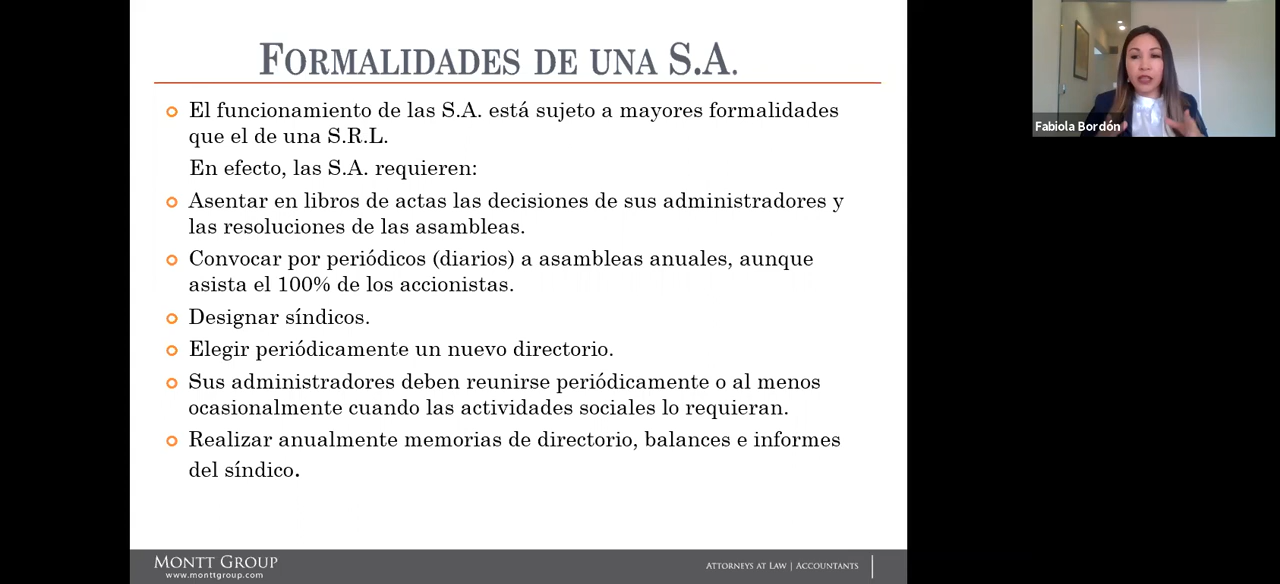 FORMALIDADES DE UNA S.A.
El funcionamiento de las S.A. está sujeto a mayores formalidades
que el de una S.R.L.
En efecto, las S.A. requieren:
Asentar en libros de actas las decisiones de sus administradores y
las resoluciones de las asambleas.
Convocar por periódicos (diarios) a asambleas anuales, aunque
asista el 100% de los accionistas.
Designar síndicos.
Elegir periódicamente un nuevo directorio.
Sus administradores deben reunirse periódicamente o al menos
ocasionalmente cuando las actividades sociales lo requieran.
Realizar anualmente memorias de directorio, balances e informes
del síndico.
MONTT GROUP
www.monttgroup.com
ATTORNEYS AT LAW | ACCOUNTANTS
Fabiola Bordón